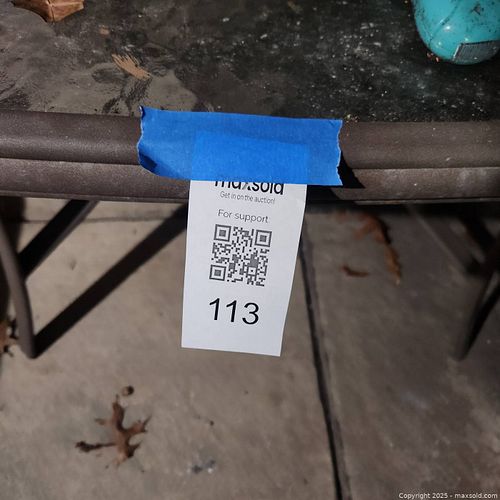 maxsold
Get in on the auction!
For support
113
Copyright 2025 - maxsold.com